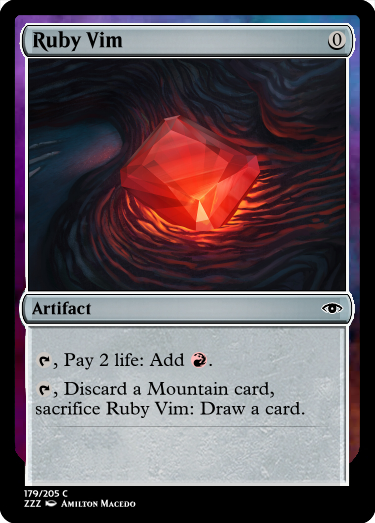 Ruby Vim 0
Artifact
, Pay 2 life: Add .
, Discard a Mountain card,
sacrifice Ruby Vim: Draw a card.
179/205 C
ZZZ Amilton Macedo